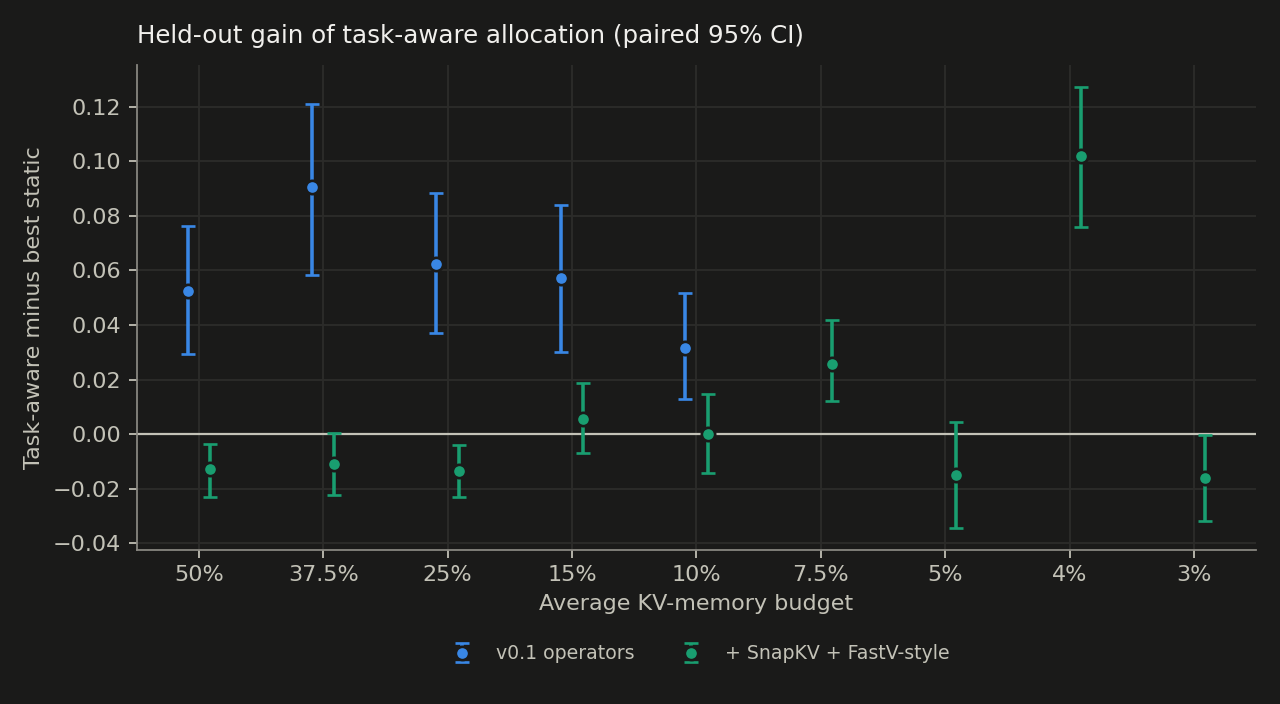 Held-out gain of task-aware allocation (paired 95% CI)
Task-aware minus best static
0.12
0.10
0.08
0.06
0.04
0.02
0.00
−0.02
−0.04
50% 37.5% 25% 15% 10% 7.5% 5% 4% 3%
Average KV-memory budget
v0.1 operators + SnapKV + FastV-style